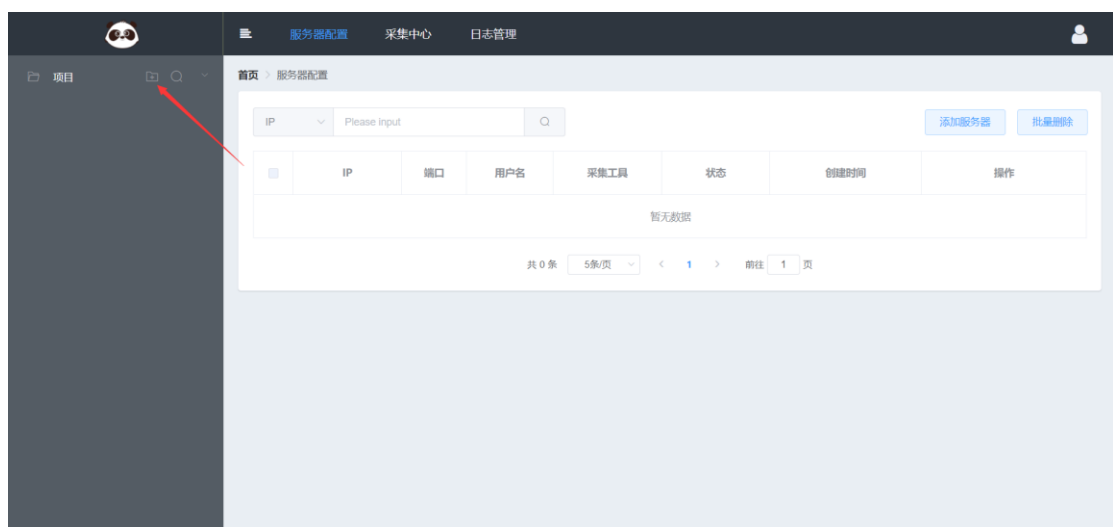 服务器配置 采集中心 日志管理
项目
首页 > 服务器配置
IP Please input 添加服务器 批量删除
IP 端口 用户名 采集工具 状态 创建时间 操作
暂无数据
共 0 条 5条/页 < 1 > 前往 1 页